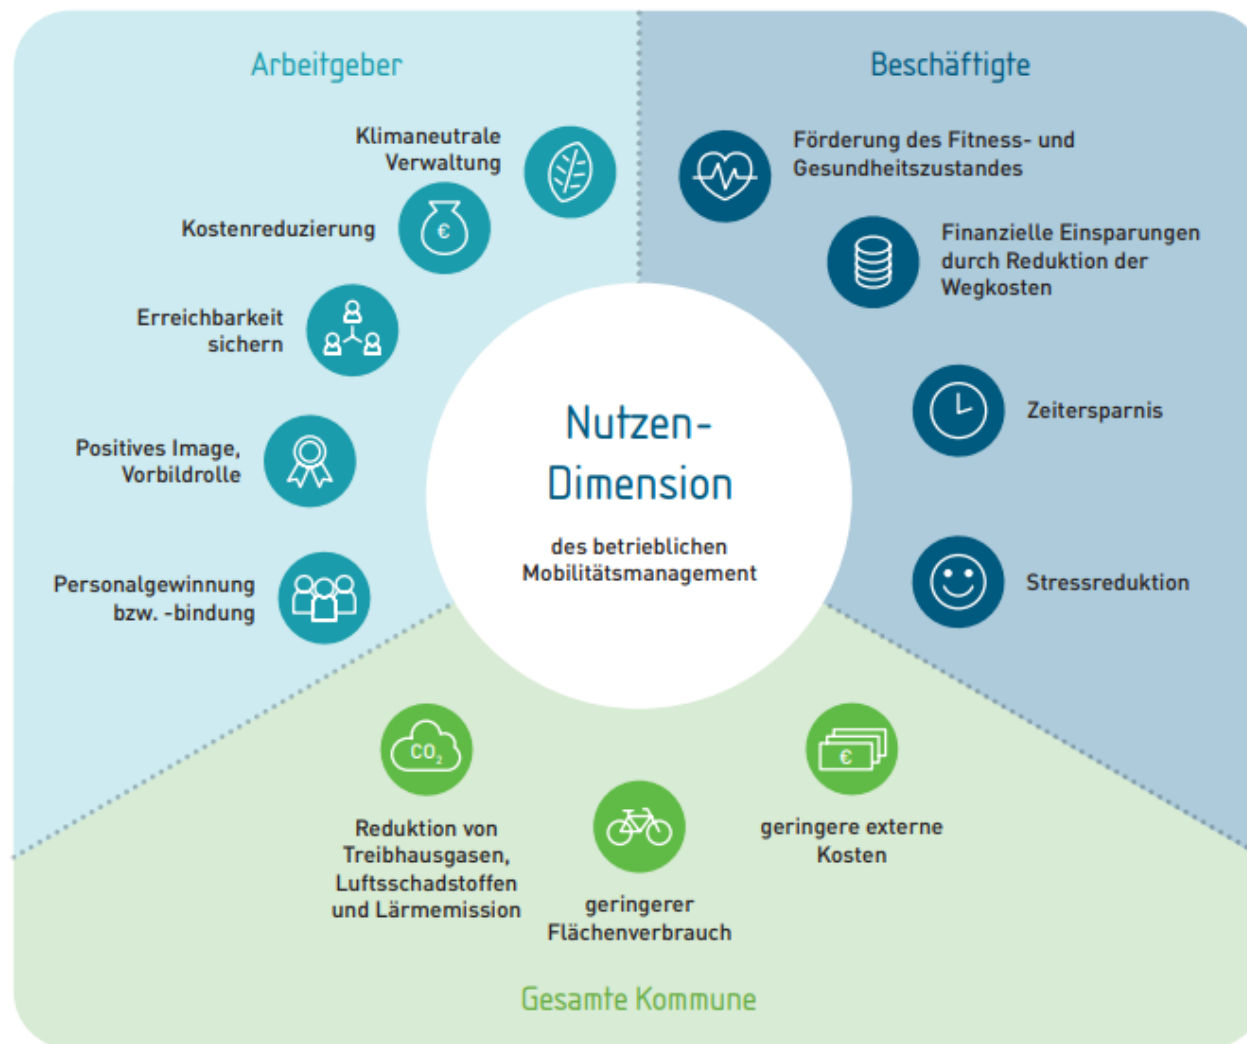 Arbeitgeber
Klimaneutrale
Verwaltung
Kostenreduzierung
€
Erreichbarkeit
sichern
Positives Image,
Vorbildrolle
Personalgewinnung
bzw. -bindung
Beschäftigte
Förderung des Fitness- und
Gesundheitszustandes
Finanzielle Einsparungen
durch Reduktion der
Wegkosten
Zeitersparnis
Stressreduktion
Nutzen-
Dimension
des betrieblichen
Mobilitätsmanagement
CO₂
Reduktion von
Treibhausgasen,
Luftsschadstoffen
und Lärmemission
geringerer
Flächenverbrauch
€
geringere externe
Kosten
Gesamte Kommune